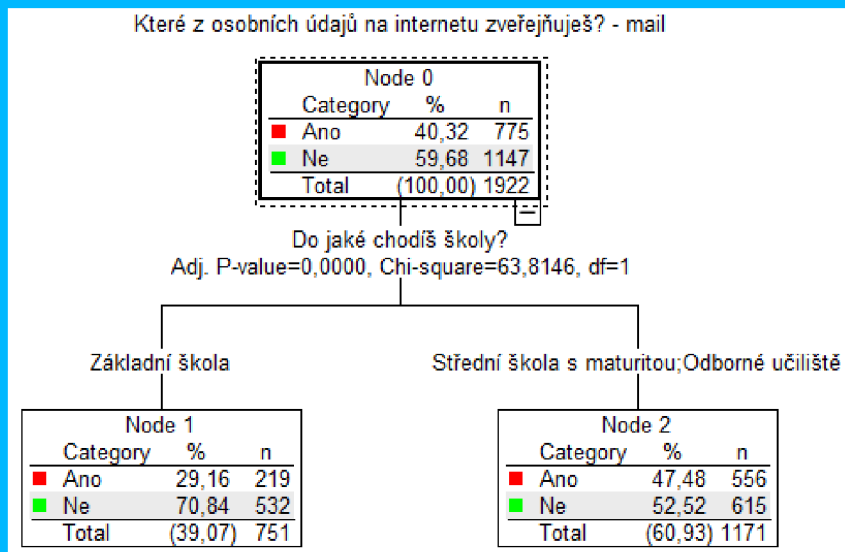 Které z osobních údajů na internetu zveřejňuješ? - mail
Node 0
Category % n
Ano 40,32 775
Ne 59,68 1147
Total (100,00) 1922
Do jaké chodíš školy?
Adj. P-value=0,0000, Chi-square=63,8146, df=1
Základní škola
Střední škola s maturitou;Odborné učiliště
Node 1
Category % n
Ano 29,16 219
Ne 70,84 532
Total (39,07) 751
Node 2
Category % n
Ano 47,48 556
Ne 52,52 615
Total (60,93) 1171